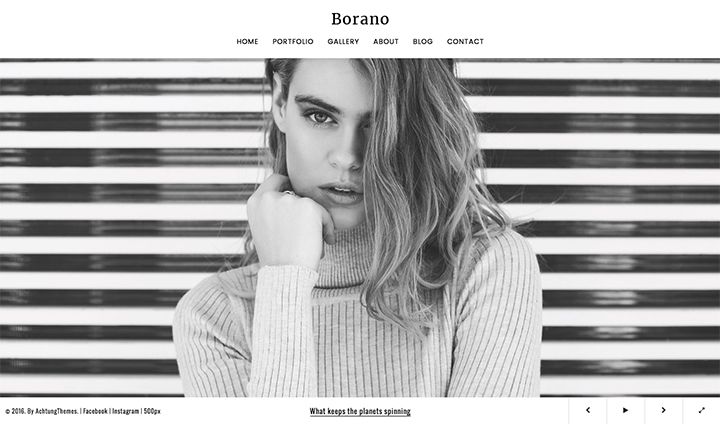 Borano
HOME PORTFOLIO GALLERY ABOUT BLOG CONTACT
© 2016. By AchtungThemes. | Facebook | Instagram | 500px What keeps the planets spinning